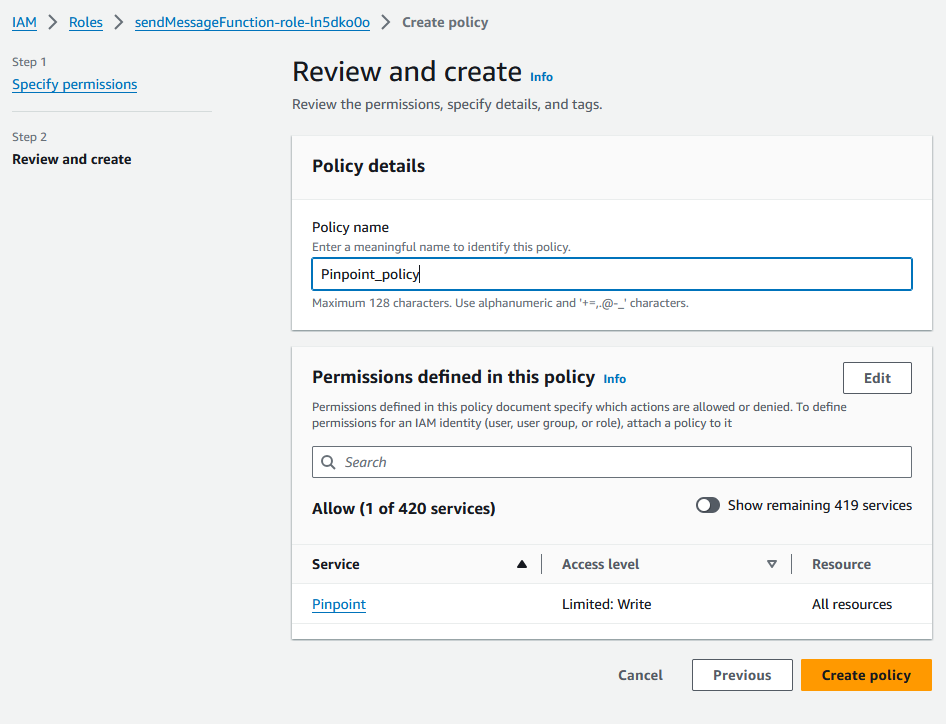 IAM > Roles > sendMessageFunction-role-ln5dko0o > Create policy
Step 1
Specify permissions
Step 2
Review and create
Review and create Info
Review the permissions, specify details, and tags.
Policy details
Policy name
Enter a meaningful name to identify this policy.
Pinpoint_policy
Maximum 128 characters. Use alphanumeric and '+=,.@-_' characters.
Permissions defined in this policy Info
Edit
Permissions defined in this policy document specify which actions are allowed or denied. To define
permissions for an IAM identity (user, user group, or role), attach a policy to it
Search
Allow (1 of 420 services)
Show remaining 419 services
Service Access level Resource
Pinpoint Limited: Write All resources
Cancel Previous Create policy